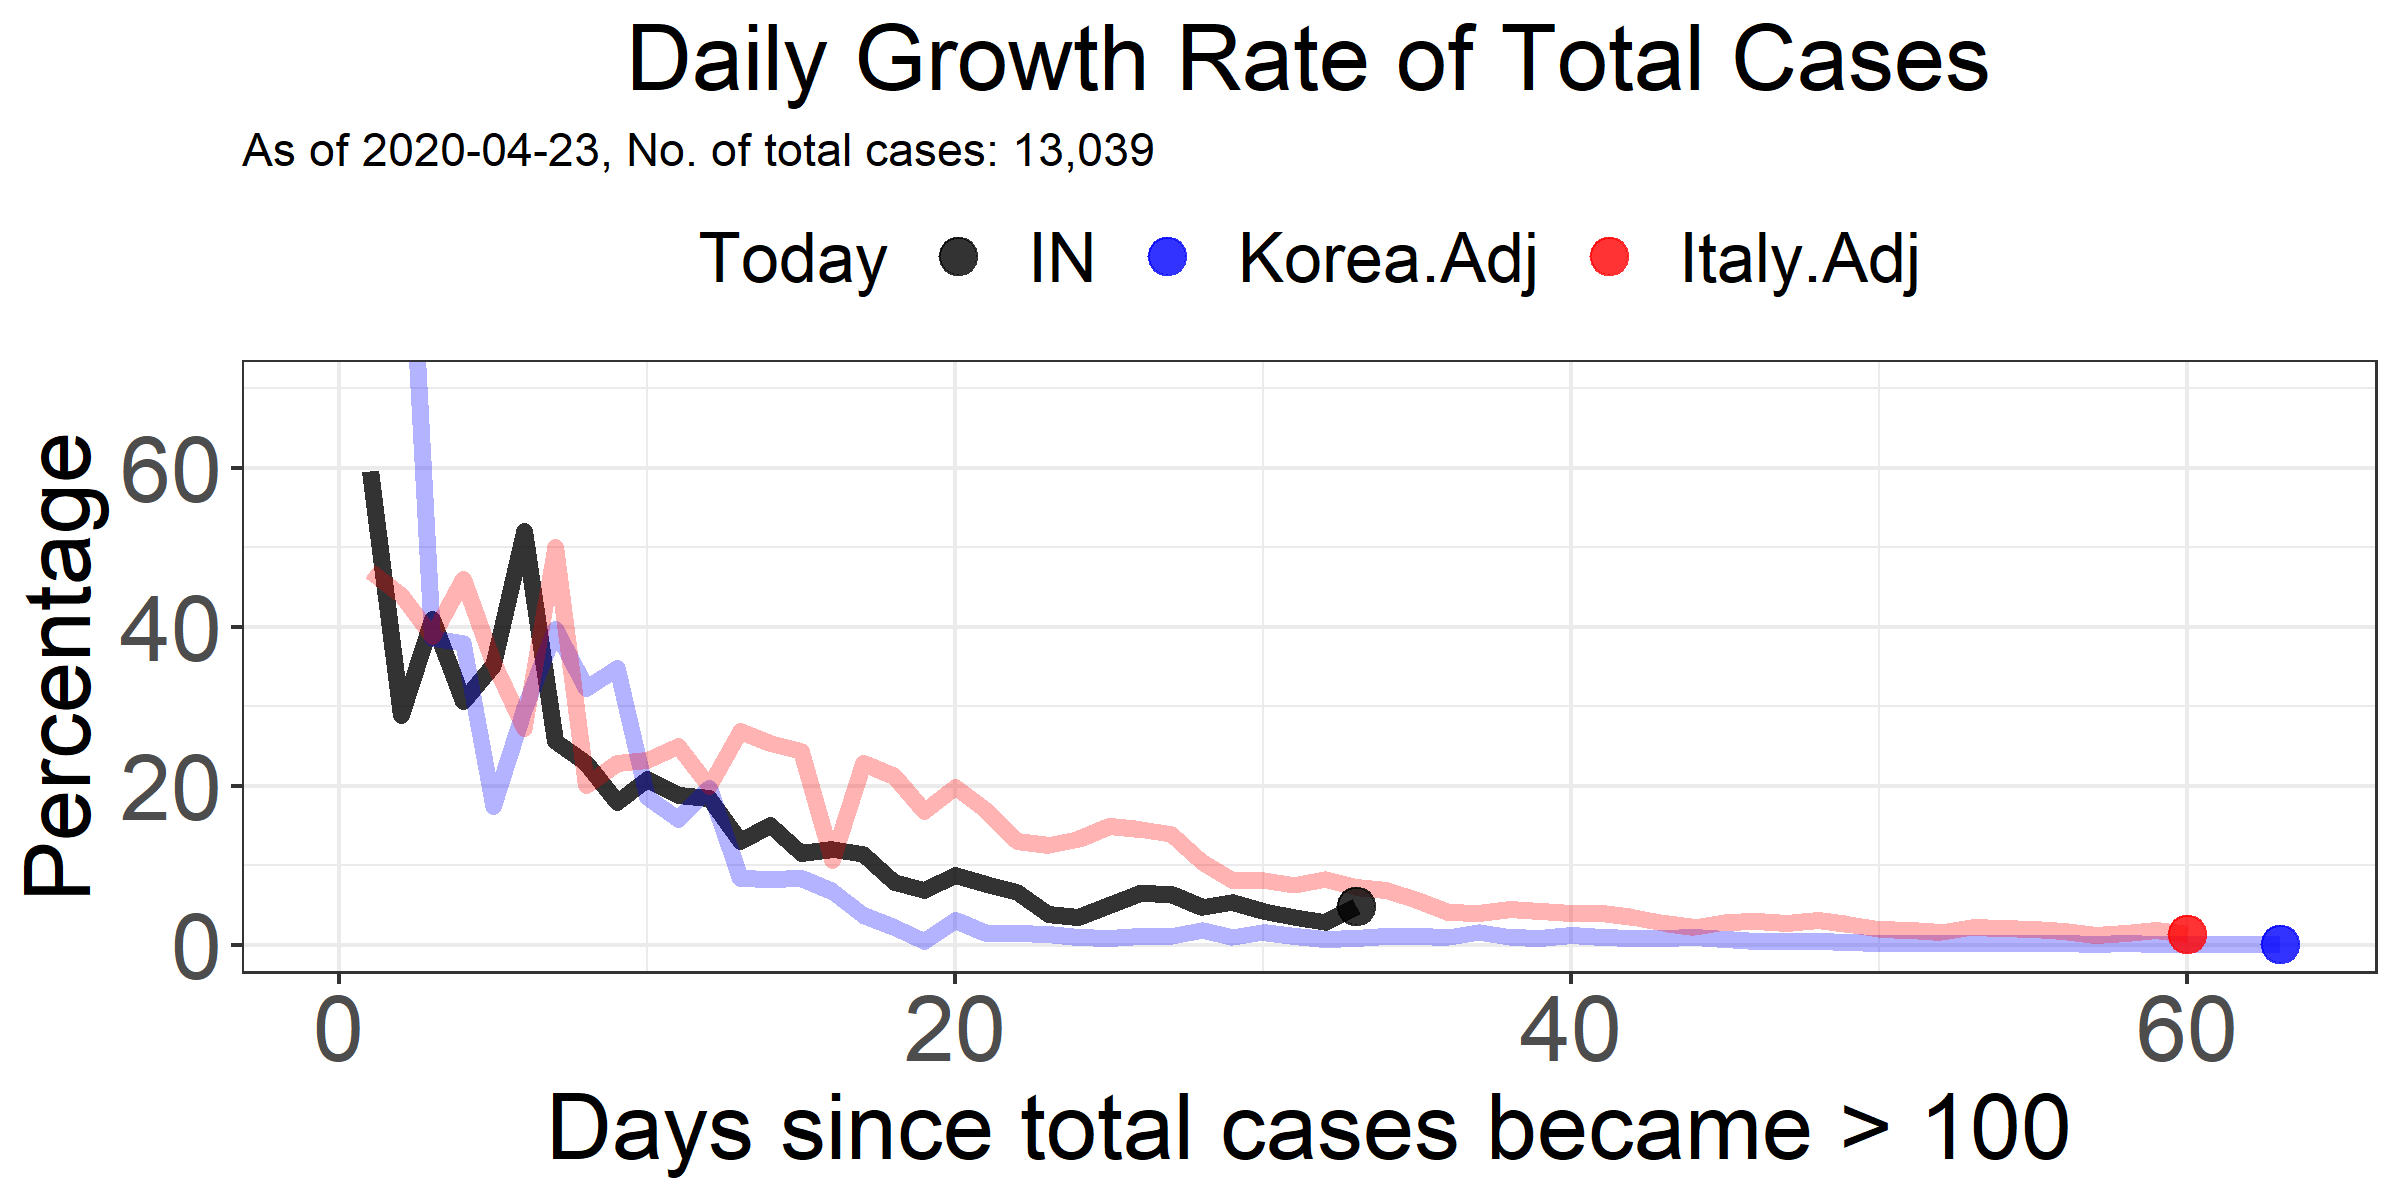 Daily Growth Rate of Total Cases
As of 2020-04-23, No. of total cases: 13,039
Today IN Korea.Adj Italy.Adj
Percentage
60
40
20
0
0 20 40 60
Days since total cases became > 100